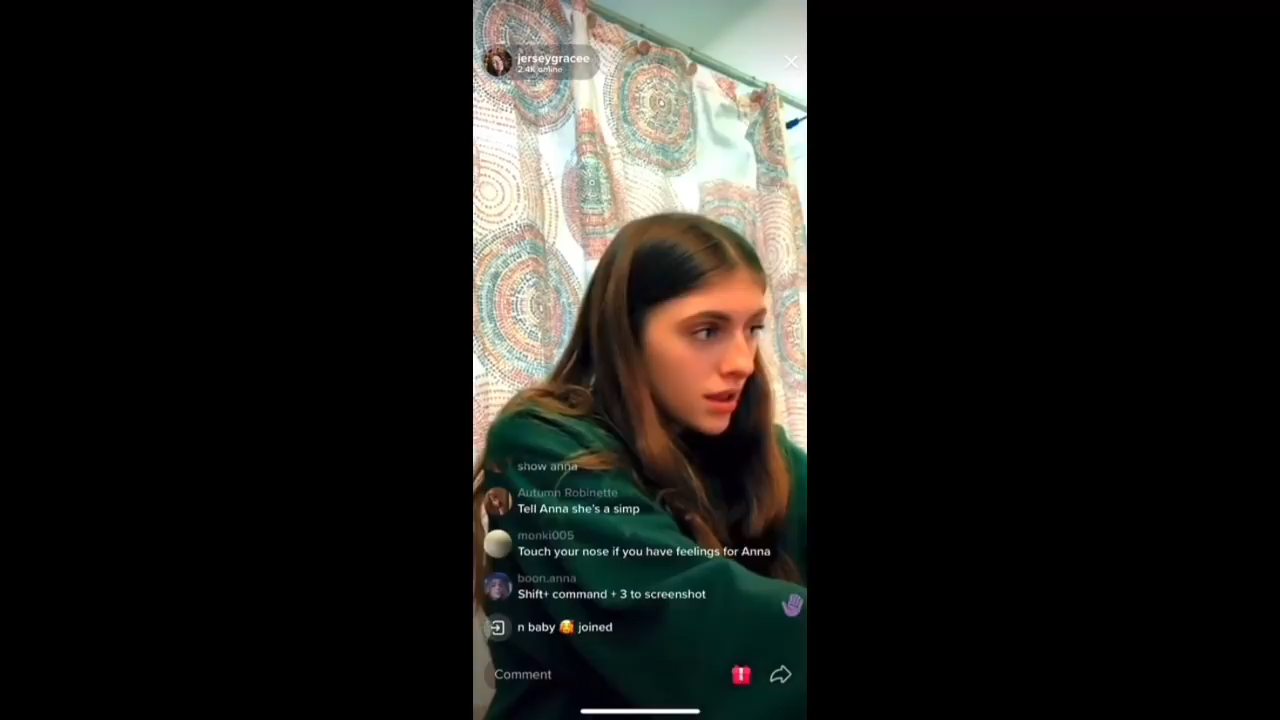 jerseygracee
2.4K online
show anna
Autumn Robinette
Tell Anna she's a simp
monki005
Touch your nose if you have feelings for Anna
boon.anna
Shift+ command + 3 to screenshot
n baby 🥰 joined
Comment